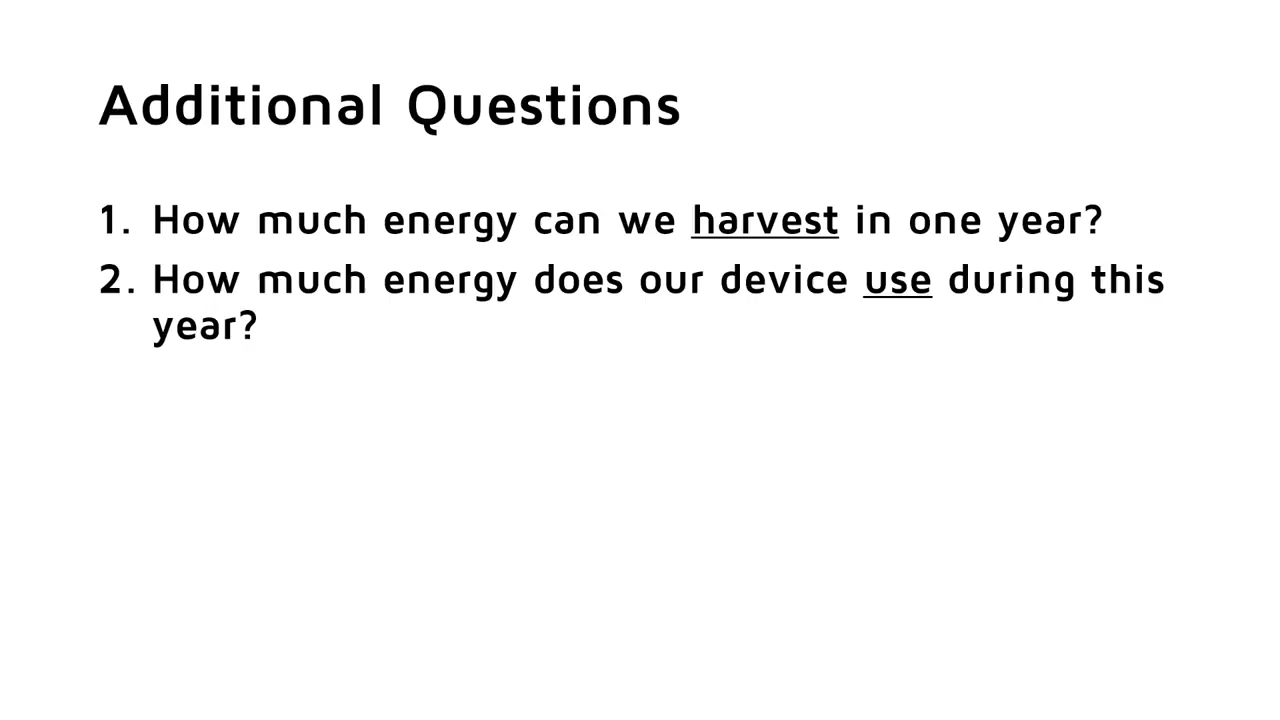 Additional Questions
1. How much energy can we harvest in one year?
2. How much energy does our device use during this
year?